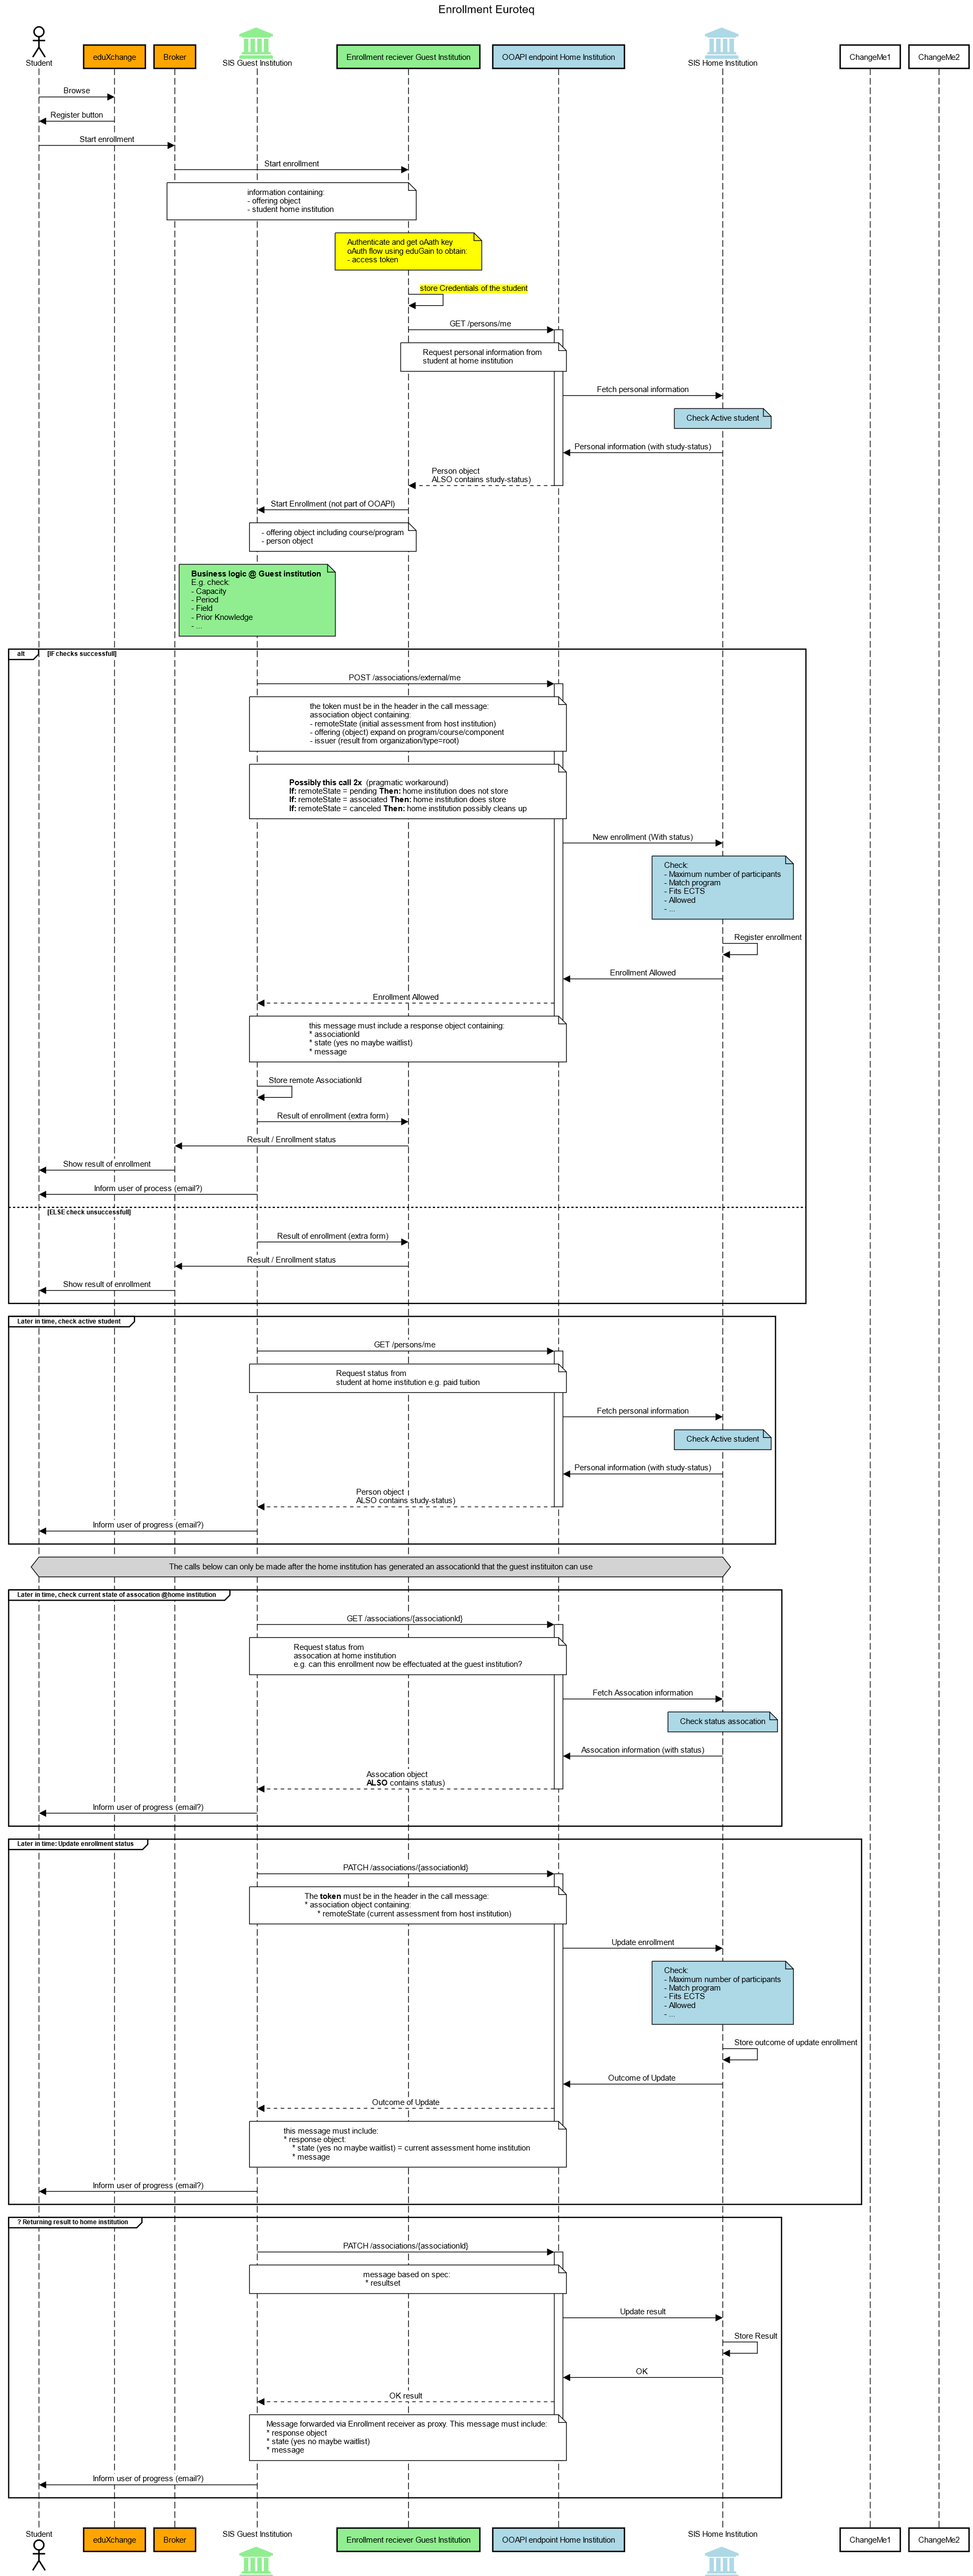 Enrollment Euroteq
Student
eduXchange
Broker
SIS Guest Institution
Enrollment reciever Guest Institution
OOAPI endpoint Home Institution
SIS Home Institution
ChangeMe1
ChangeMe2
Browse
Register button
Start enrollment
Start enrollment
information containing:
- offering object
- student home institution
Authenticate and get oAath key
oAuth flow using eduGain to obtain:
- access token
store Credentials of the student
GET /persons/me
Request personal information from
student at home institution
Fetch personal information
Check Active student
Personal information (with study-status)
Person object
ALSO contains study-status)
Start Enrollment (not part of OOAPI)
- offering object including course/program
- person object
Business logic @ Guest institution
E.g. check:
- Capacity
- Period
- Field
- Prior Knowledge
- ...
alt
[IF checks successfull]
POST /associations/external/me
the token must be in the header in the call message:
association object containing:
- remoteState (initial assessment from host institution)
- offering (object) expand on program/course/component
- issuer (result from organization/type=root)
Possibly this call 2x (pragmatic workaround)
If: remoteState = pending Then: home institution does not store
If: remoteState = associated Then: home institution does store
If: remoteState = canceled Then: home institution possibly cleans up
New enrollment (With status)
Check:
- Maximum number of participants
- Match program
- Fits ECTS
- Allowed
- ...
Register enrollment
Enrollment Allowed
Enrollment Allowed
this message must include a response object containing:
* associationId
* state (yes no maybe waitlist)
* message
Store remote AssociationId
Result of enrollment (extra form)
Result / Enrollment status
Show result of enrollment
Inform user of process (email?)
[ELSE check unsuccessfull]
Result of enrollment (extra form)
Result / Enrollment status
Show result of enrollment
Later in time, check active student
GET /persons/me
Request status from
student at home institution e.g. paid tuition
Fetch personal information
Check Active student
Personal information (with study-status)
Person object
ALSO contains study-status)
Inform user of progress (email?)
The calls below can only be made after the home institution has generated an assocationId that the guest instituiton can use
Later in time, check current state of assocation @home institution
GET /associations/{associationId}
Request status from
assocation at home institution
e.g. can this enrollment now be effectuated at the guest institution?
Fetch Assocation information
Check status assocation
Assocation information (with status)
Assocation object
ALSO contains status)
Inform user of progress (email?)
Later in time: Update enrollment status
PATCH /associations/{associationId}
The token must be in the header in the call message:
* association object containing:
* remoteState (current assessment from host institution)
Update enrollment
Check:
- Maximum number of participants
- Match program
- Fits ECTS
- Allowed
- ...
Store outcome of update enrollment
Outcome of Update
Outcome of Update
this message must include:
* response object:
* state (yes no maybe waitlist) = current assessment home institution
* message
Inform user of progress (email?)
? Returning result to home institution
PATCH /associations/{associationId}
message based on spec:
* resultset
Update result
Store Result
OK
OK result
Message forwarded via Enrollment receiver as proxy. This message must include:
* response object
* state (yes no maybe waitlist)
* message
Inform user of progress (email?)
Student
eduXchange
Broker
SIS Guest Institution
Enrollment reciever Guest Institution
OOAPI endpoint Home Institution
SIS Home Institution
ChangeMe1
ChangeMe2